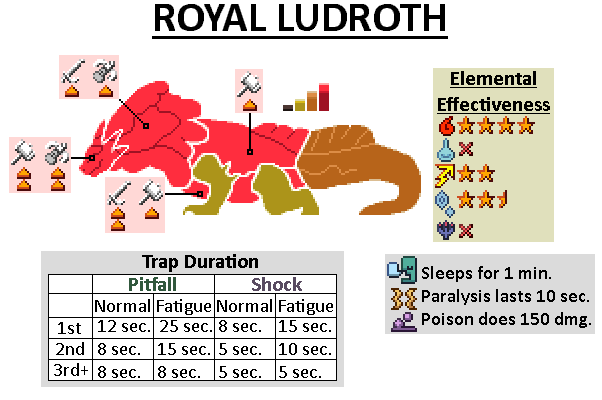 ROYAL LUDROTH
Elemental
Effectiveness
Trap Duration
Pitfall Shock
Normal Fatigue Normal Fatigue
1st 12 sec. 25 sec. 8 sec. 15 sec.
2nd 8 sec. 15 sec. 5 sec. 10 sec.
3rd+ 8 sec. 8 sec. 5 sec. 5 sec.
Sleeps for 1 min.
Paralysis lasts 10 sec.
Poison does 150 dmg.